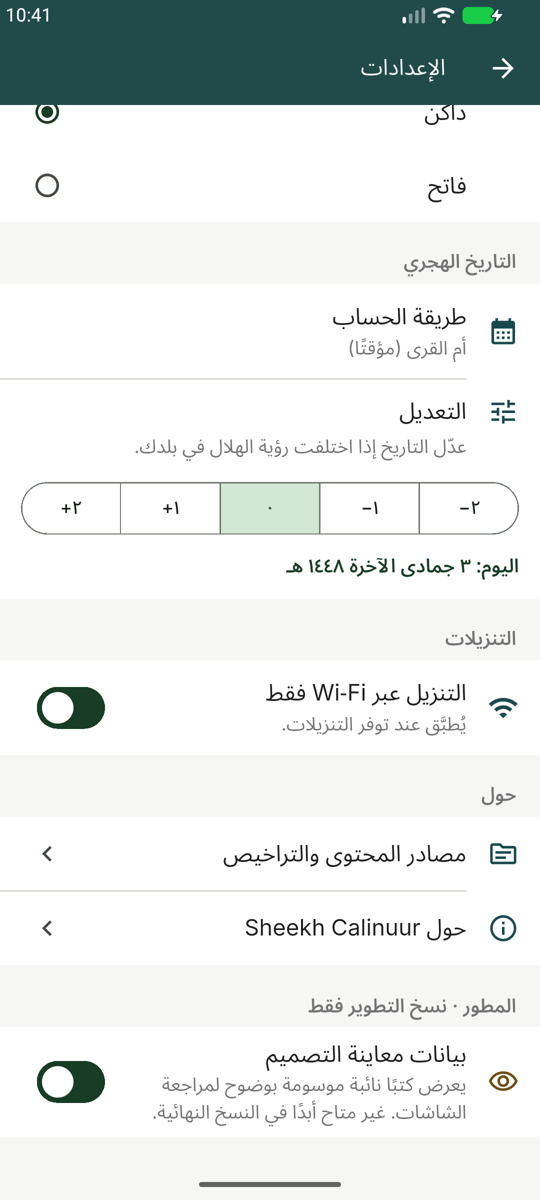 10:41
الإعدادات
داكن
فاتح
التاريخ الهجري
طريقة الحساب
أم القرى (مؤقتًا)
التعديل
عدّل التاريخ إذا اختلفت رؤية الهلال في بلدك.
−٢ −١ ٠ +١ +٢
اليوم: ٣ جمادى الآخرة ١٤٤٨ هـ
التنزيلات
التنزيل عبر Wi-Fi فقط
يُطبَّق عند توفر التنزيلات.
حول
مصادر المحتوى والتراخيص
حول Sheekh Calinuur
المطور · نسخ التطوير فقط
بيانات معاينة التصميم
يعرض كتبًا نائبة موسومة بوضوح لمراجعة
الشاشات. غير متاح أبدًا في النسخ النهائية.